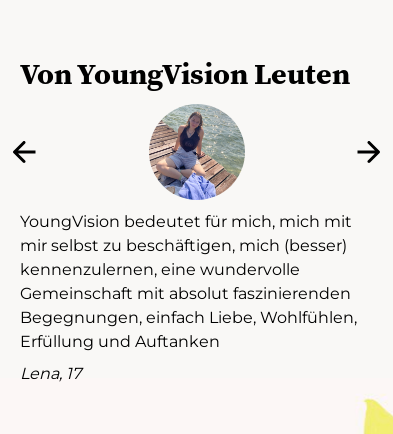 Von YoungVision Leuten
YoungVision bedeutet für mich, mich mit
mir selbst zu beschäftigen, mich (besser)
kennenzulernen, eine wundervolle
Gemeinschaft mit absolut faszinierenden
Begegnungen, einfach Liebe, Wohlfühlen,
Erfüllung und Auftanken
Lena, 17